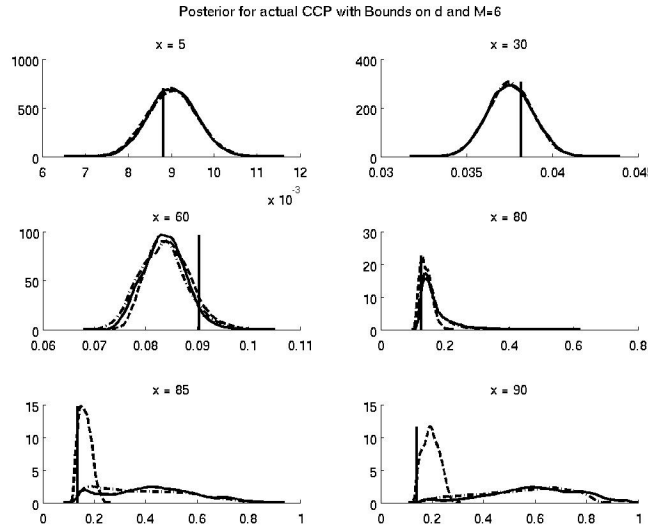 Posterior for actual CCP with Bounds on d and M=6
x = 5
1000
500
0
6 7 8 9 10 11 12
x 10^-3
x = 30
400
200
0
0.03 0.035 0.04 0.045
x = 60
100
50
0
0.06 0.07 0.08 0.09 0.1 0.11
x = 80
30
20
10
0
0 0.2 0.4 0.6 0.8
x = 85
15
10
5
0
0 0.2 0.4 0.6 0.8 1
x = 90
15
10
5
0
0 0.2 0.4 0.6 0.8 1